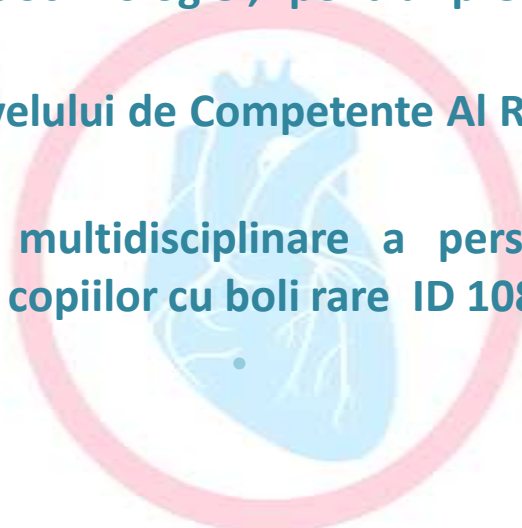 velului de Competente Al R
multidisciplinare a pers
copiilor cu boli rare ID 108